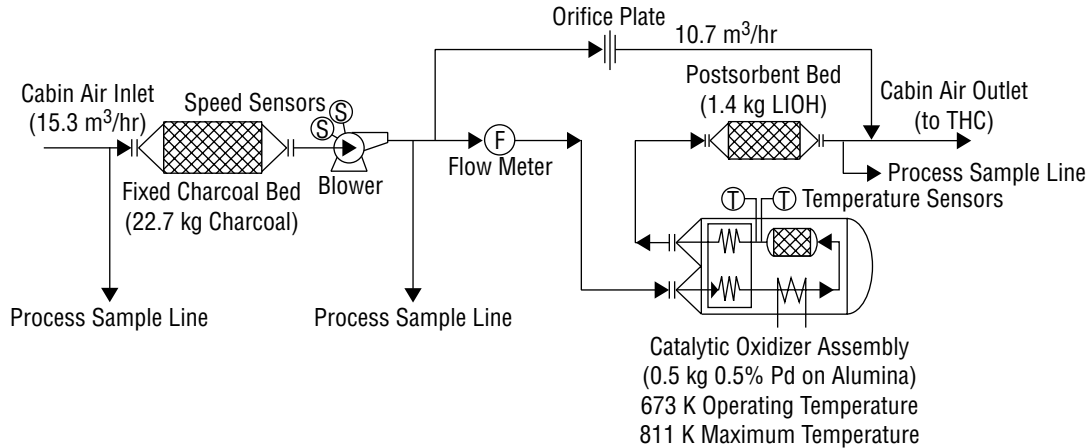 Orifice Plate
10.7 m³/hr
Cabin Air Inlet
(15.3 m³/hr)
Speed Sensors
S
S
Postsorbent Bed
(1.4 kg LIOH)
Cabin Air Outlet
(to THC)
F
Flow Meter
Blower
Fixed Charcoal Bed
(22.7 kg Charcoal)
Process Sample Line
T
T
Temperature Sensors
Process Sample Line
Process Sample Line
Catalytic Oxidizer Assembly
(0.5 kg 0.5% Pd on Alumina)
673 K Operating Temperature
811 K Maximum Temperature